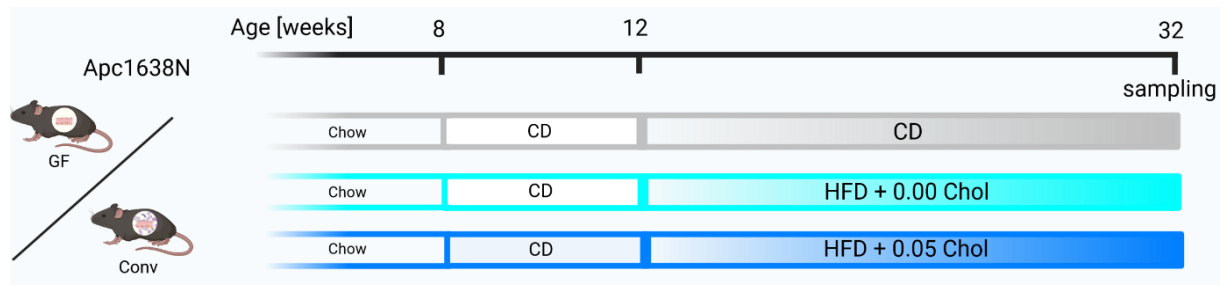 Age [weeks] 8 12 32
Apc1638N
sampling
Chow CD CD
GF
Chow CD HFD + 0.00 Chol
Chow CD HFD + 0.05 Chol
Conv